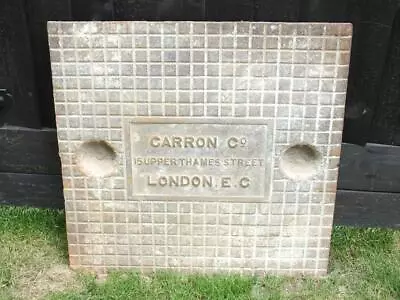 CARRON Cº
15 UPPER THAMES STREET
LONDON. E. C